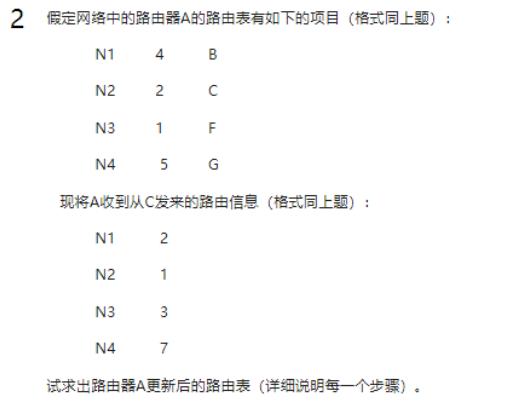 2 假定网络中的路由器A的路由表有如下的项目（格式同上题）：
N1 4 B
N2 2 C
N3 1 F
N4 5 G
现将A收到从C发来的路由信息（格式同上题）：
N1 2
N2 1
N3 3
N4 7
试求出路由器A更新后的路由表（详细说明每一个步骤）。